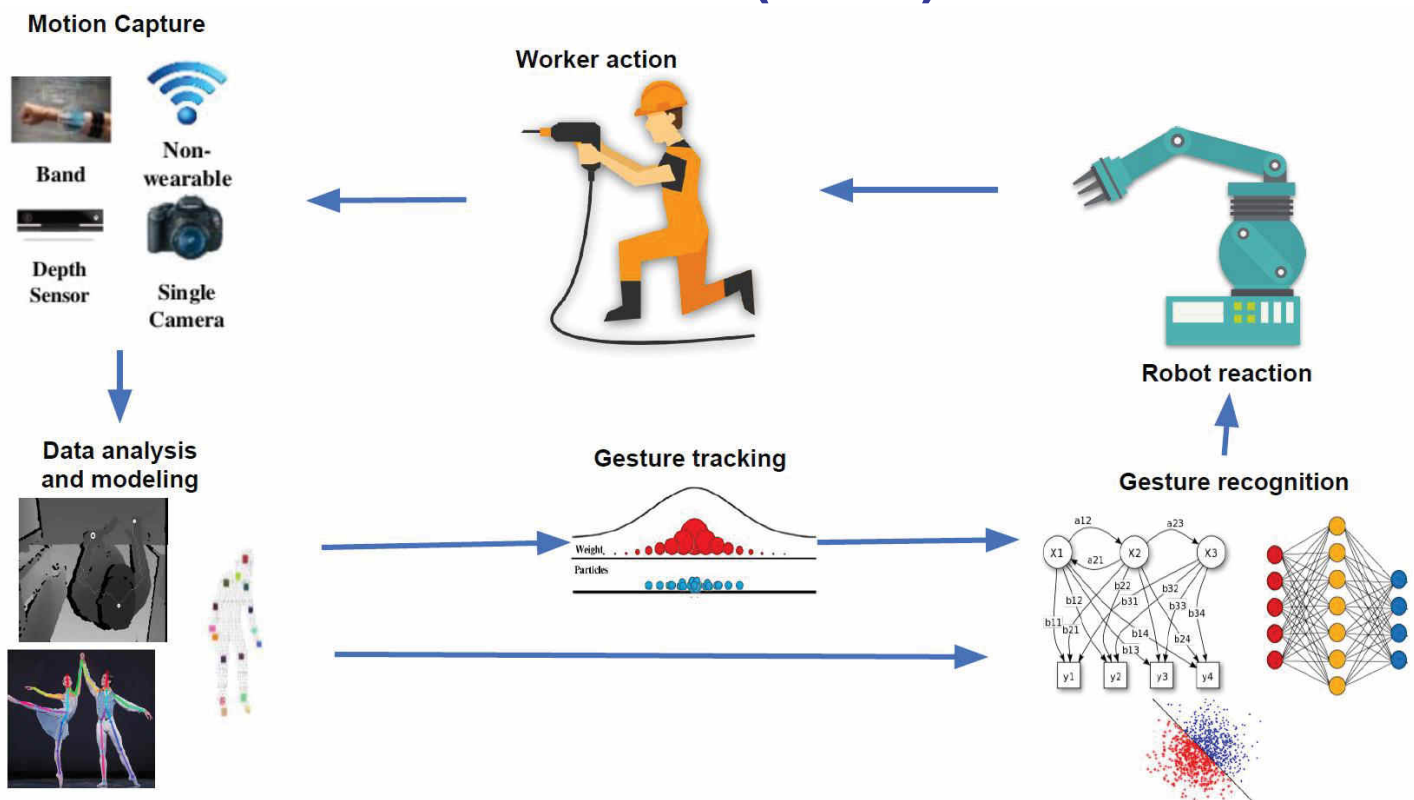 Motion Capture
Band
Non-
wearable
Depth
Sensor
Single
Camera
Worker action
Robot reaction
Data analysis
and modeling
Gesture tracking
Weight
Particles
Gesture recognition
a12
a23
X1
X2
X3
a21
b12
b22
b32
b31
b33
b34
b11
b21
b14
b24
b13
y1
y2
y3
y4